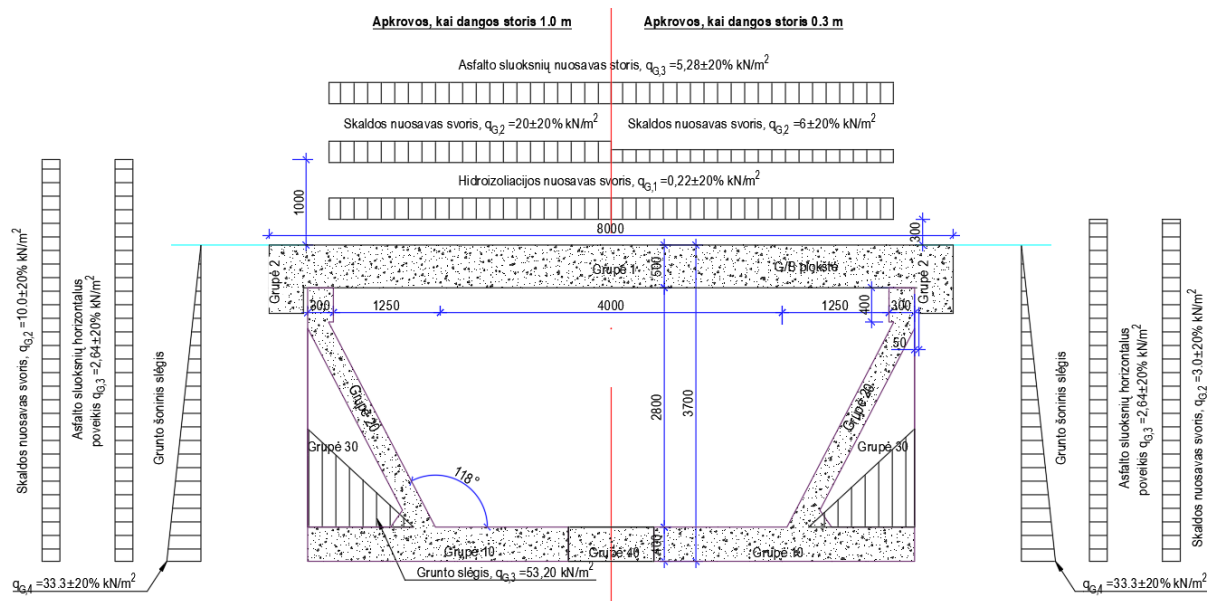 Apkrovos, kai dangos storis 1.0 m
Apkrovos, kai dangos storis 0.3 m
Asfalto sluoksnių nuosavas storis, qG,3 =5,28±20% kN/m²
Skaldos nuosavas svoris, qG,2 =20±20% kN/m²
Skaldos nuosavas svoris, qG,2 =6±20% kN/m²
Hidroizoliacijos nuosavas svoris, qG,1 =0,22±20% kN/m²
1000
300
8000
Grupė 2
Grupė 1
500
G/B plokštė
Grupė 2
300
1250
4000
1250
400
300
50
Skaldos nuosavas svoris, qG,2 =10.0±20% kN/m²
Asfalto sluoksnių horizontalus
poveikis qG,3 =2,64±20% kN/m²
Grunto šoninis slėgis
Grupė 20
2800
3700
Grupė 20
Grunto šoninis slėgis
Asfalto sluoksnių horizontalus
poveikis qG,3 =2,64±20% kN/m²
Skaldos nuosavas svoris, qG,2 =3.0±20% kN/m²
Grupė 30
Grupė 30
118°
Grupė 10
Grupė 40
400
Grupė 10
Grunto slėgis, qG,3 =53,20 kN/m²
qG,4 =33.3±20% kN/m²
qG,4 =33.3±20% kN/m²